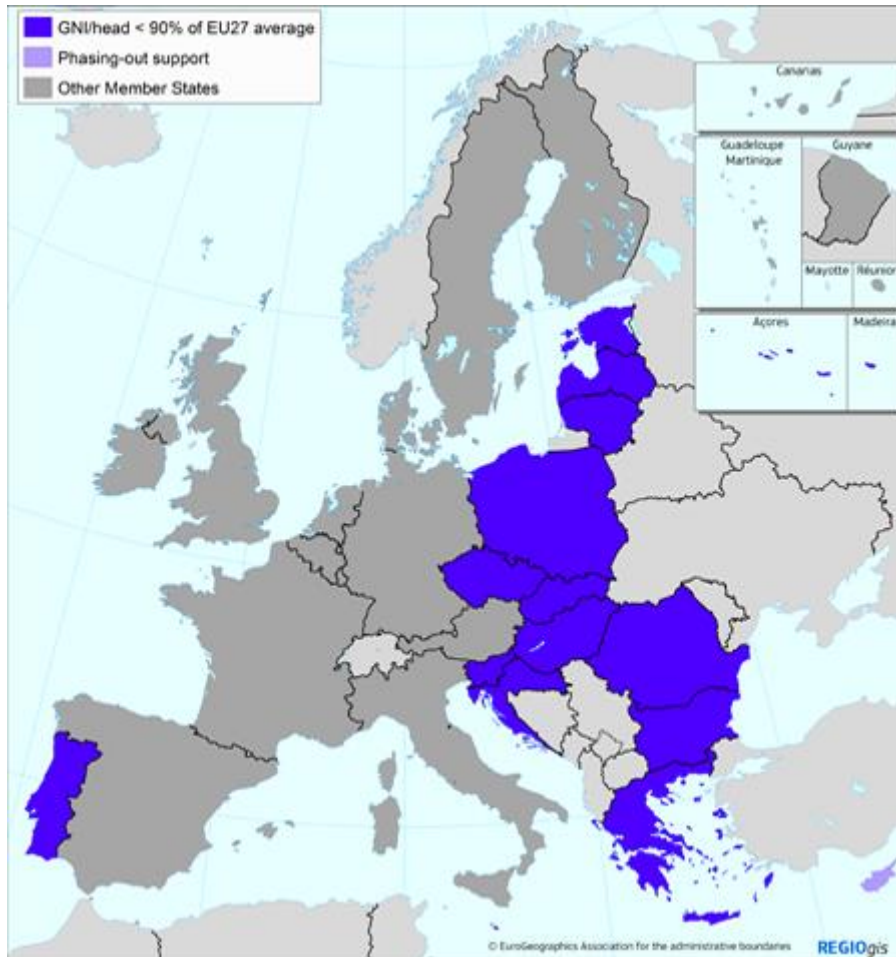 GNI/head < 90% of EU27 average
Phasing-out support
Other Member States
Canarias
Guadeloupe
Martinique
Guyane
Mayotte
Réunion
Açores
Madeira
© EuroGeographics Association for the administrative boundaries
REGIOgis